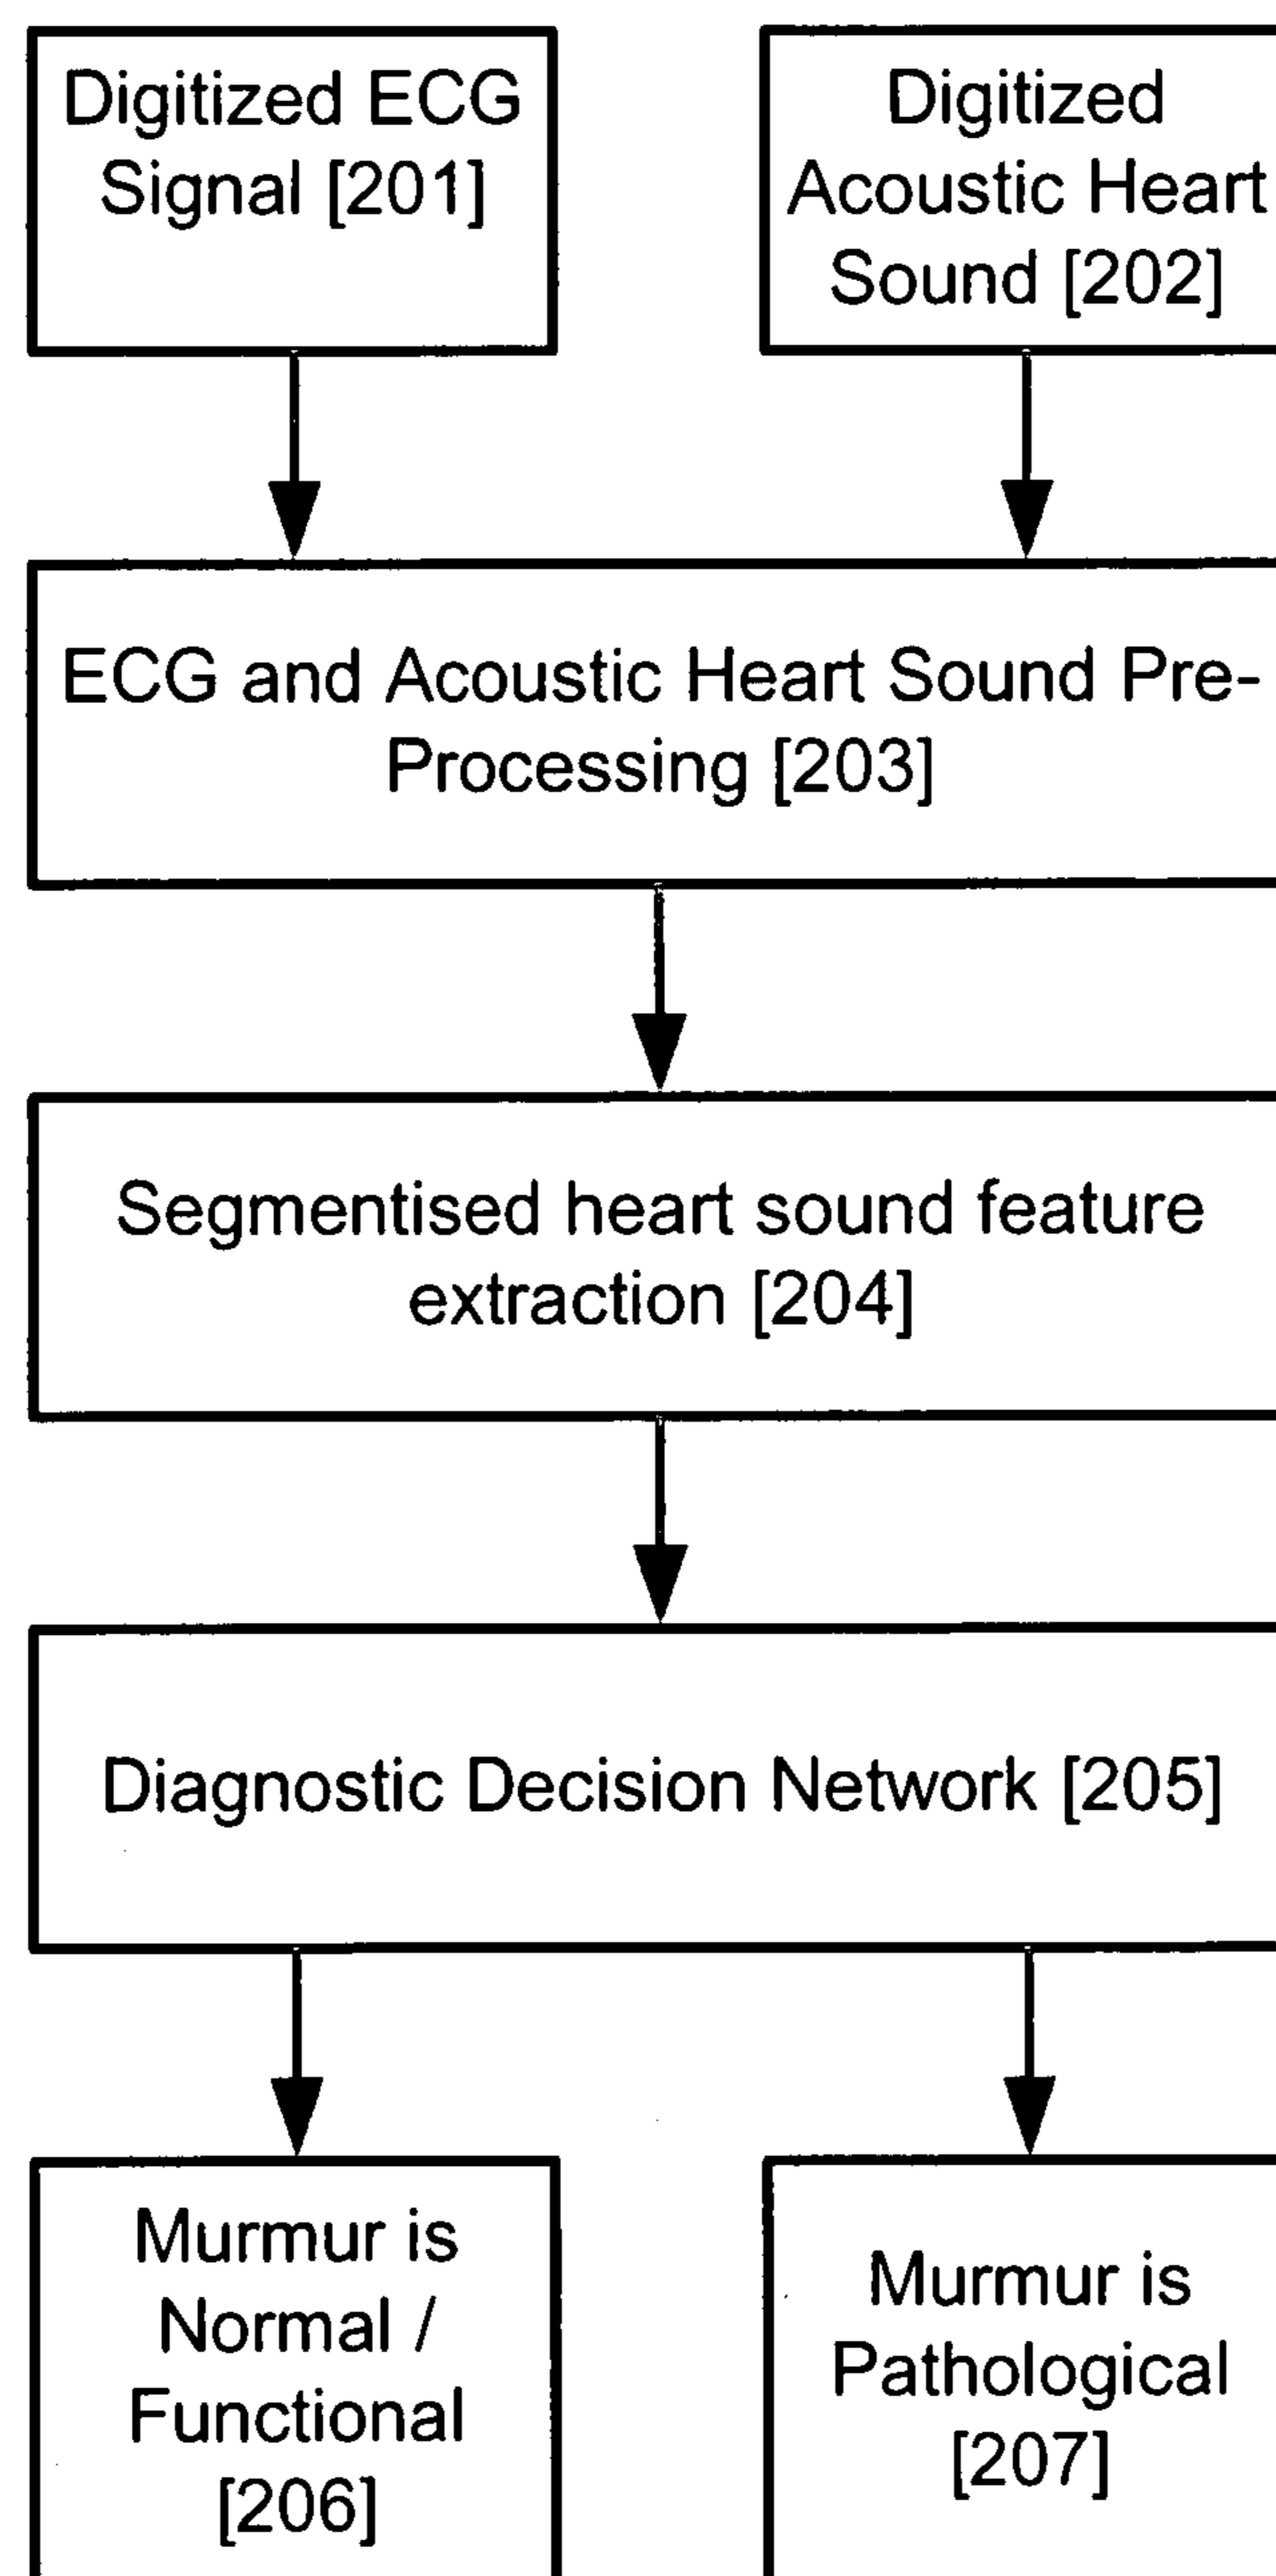 Digitized ECG
Signal [201]
Digitized
Acoustic Heart
Sound [202]
ECG and Acoustic Heart Sound Pre-
Processing [203]
Segmentised heart sound feature
extraction [204]
Diagnostic Decision Network [205]
Murmur is
Normal /
Functional
[206]
Murmur is
Pathological
[207]